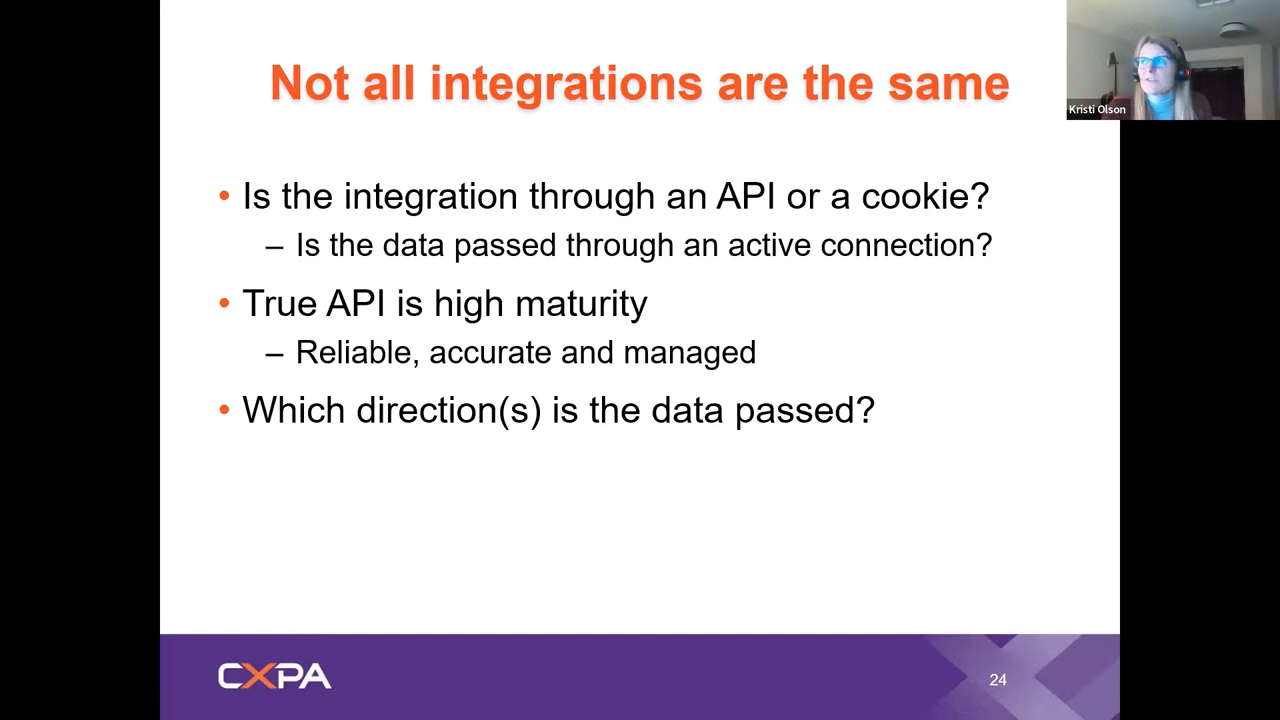 Not all integrations are the same
Kristi Olson
• Is the integration through an API or a cookie?
– Is the data passed through an active connection?
• True API is high maturity
– Reliable, accurate and managed
• Which direction(s) is the data passed?
CXPA
24